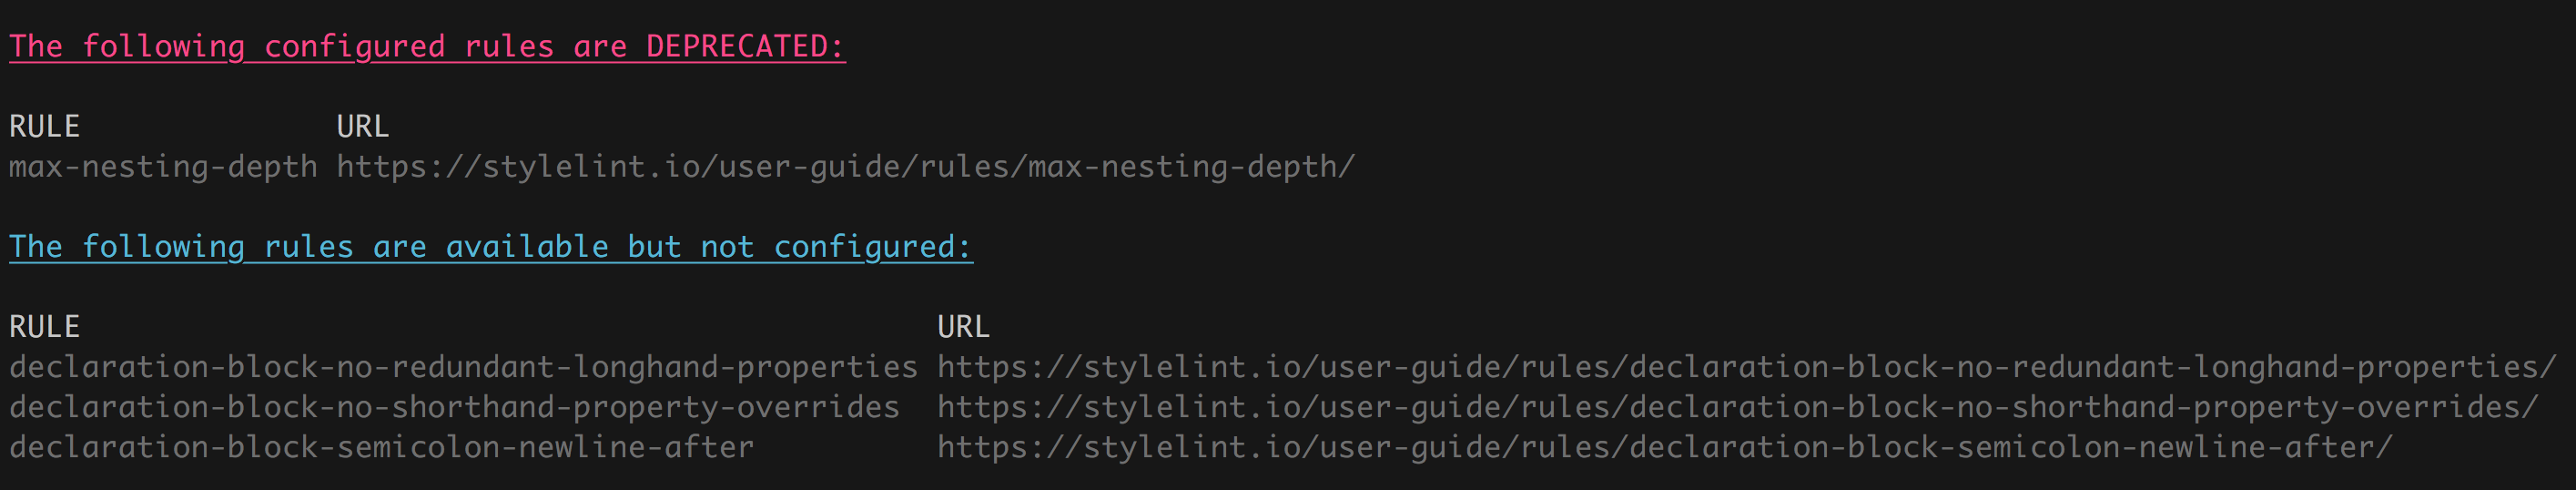 The following configured rules are DEPRECATED:
RULE URL
max-nesting-depth https://stylelint.io/user-guide/rules/max-nesting-depth/
The following rules are available but not configured:
RULE URL
declaration-block-no-redundant-longhand-properties https://stylelint.io/user-guide/rules/declaration-block-no-redundant-longhand-properties/
declaration-block-no-shorthand-property-overrides https://stylelint.io/user-guide/rules/declaration-block-no-shorthand-property-overrides/
declaration-block-semicolon-newline-after https://stylelint.io/user-guide/rules/declaration-block-semicolon-newline-after/